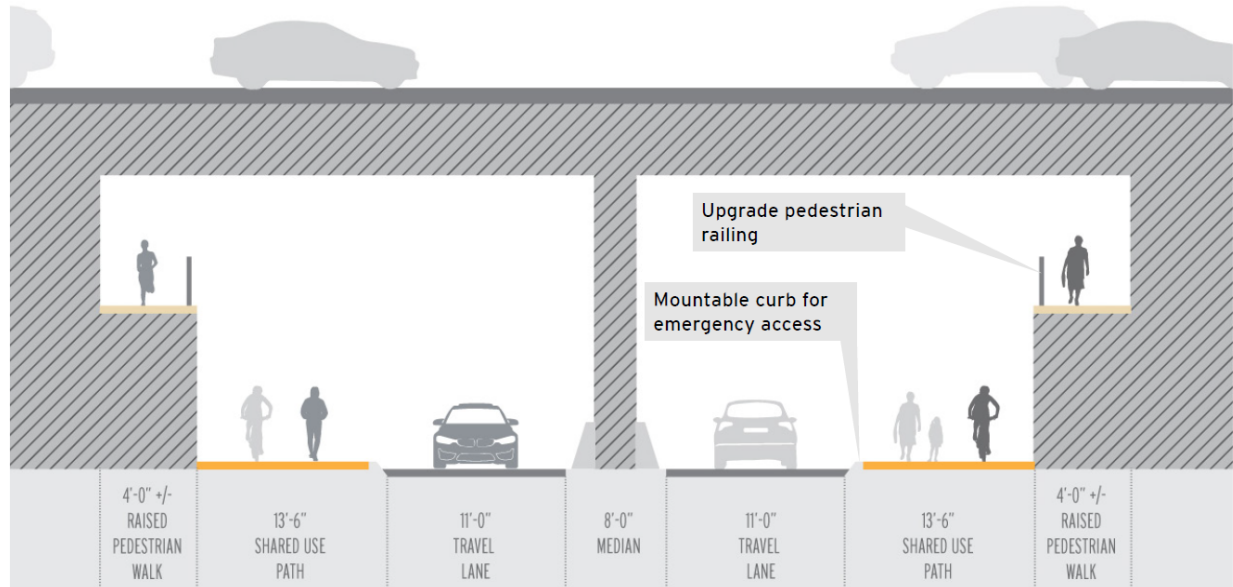 Upgrade pedestrian
railing
Mountable curb for
emergency access
4'-0" +/-
RAISED
PEDESTRIAN
WALK
13'-6"
SHARED USE
PATH
11'-0"
TRAVEL
LANE
8'-0"
MEDIAN
11'-0"
TRAVEL
LANE
13'-6"
SHARED USE
PATH
4'-0" +/-
RAISED
PEDESTRIAN
WALK